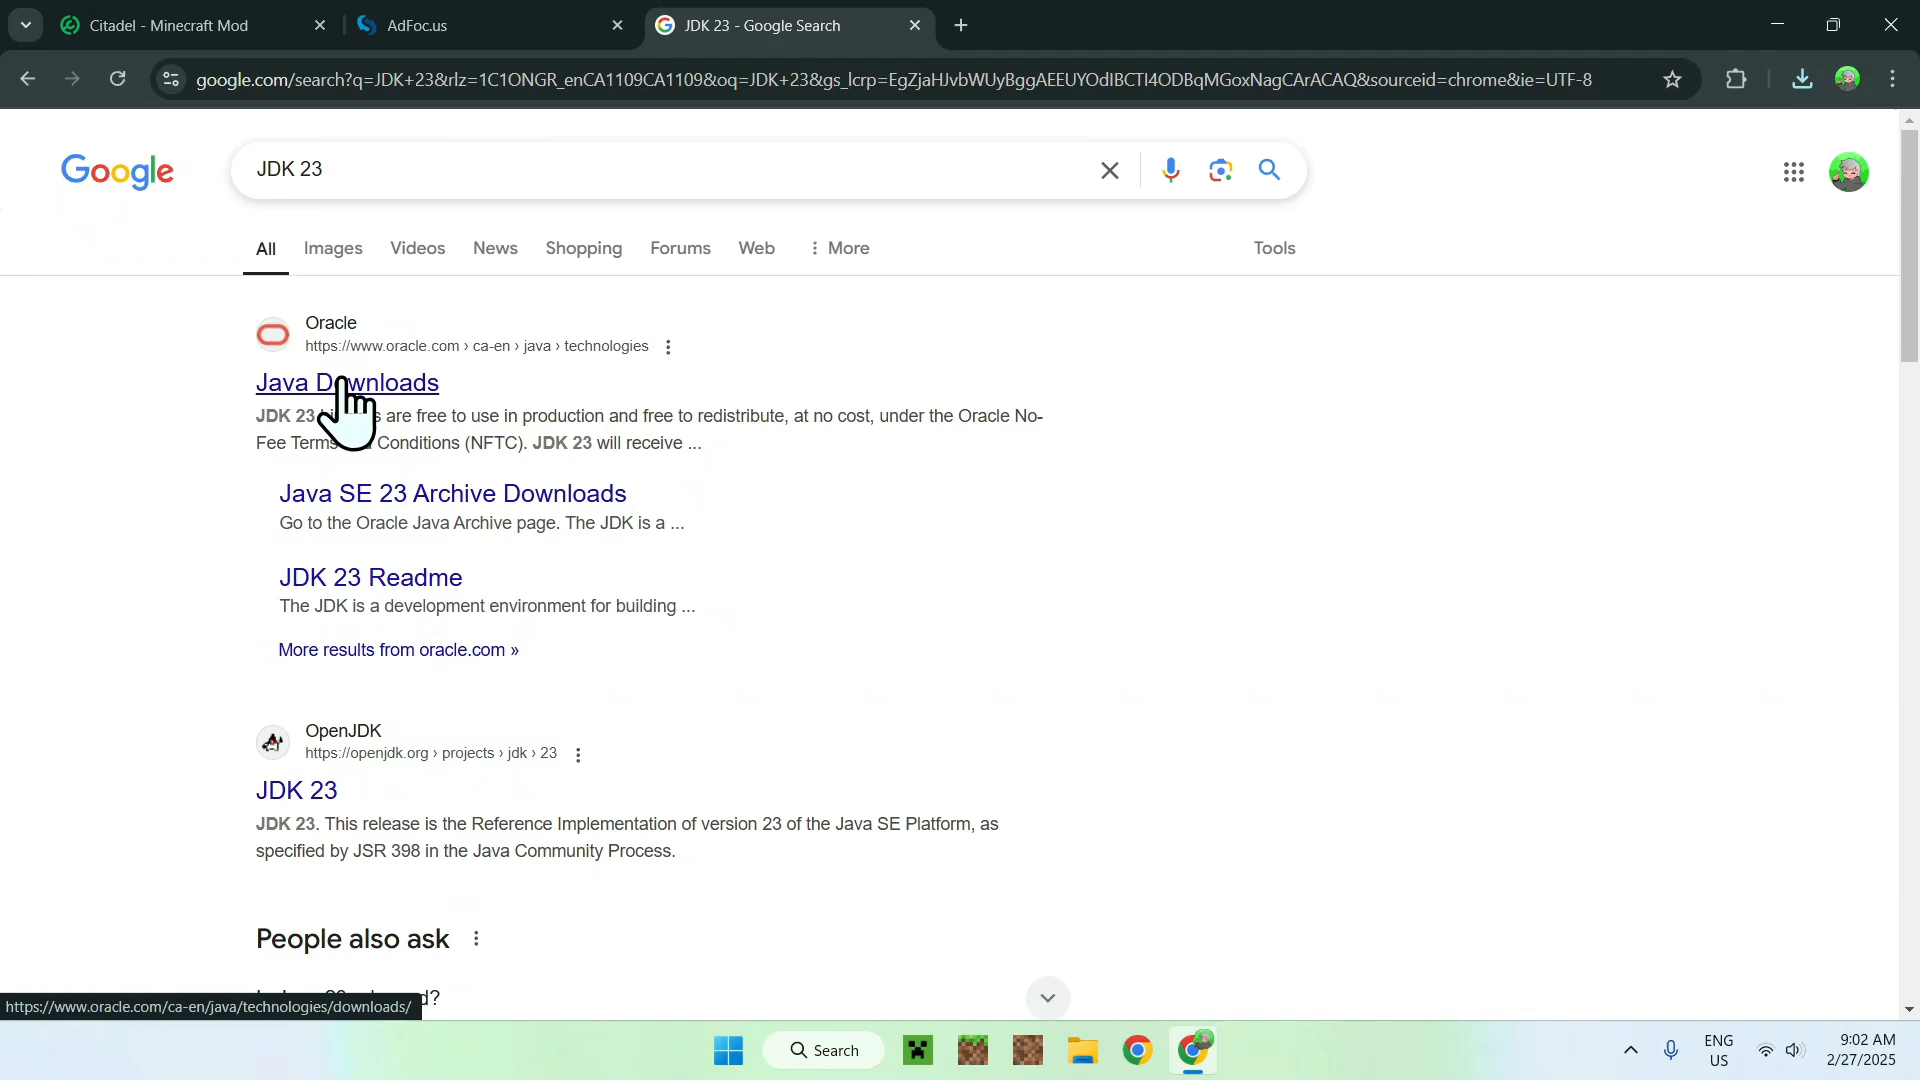 Citadel - Minecraft Mod
AdFoc.us
JDK 23 - Google Search
google.com/search?q=JDK+23&rlz=1C1ONGR_enCA1109CA1109&oq=JDK+23&gs_lcrp=EgZjaHJvbWUyBggAEEUYOdIBCTI4ODBqMGoxNagCArACAQ&sourceid=chrome&ie=UTF-8
Google
JDK 23
All Images Videos News Shopping Forums Web More Tools
Oracle
https://www.oracle.com › ca-en › java › technologies
Java Downloads
JDK 23 are free to use in production and free to redistribute, at no cost, under the Oracle No-
Fee Terms Conditions (NFTC). JDK 23 will receive ...
Java SE 23 Archive Downloads
Go to the Oracle Java Archive page. The JDK is a ...
JDK 23 Readme
The JDK is a development environment for building ...
More results from oracle.com »
OpenJDK
https://openjdk.org › projects › jdk › 23
JDK 23
JDK 23. This release is the Reference Implementation of version 23 of the Java SE Platform, as
specified by JSR 398 in the Java Community Process.
People also ask
https://www.oracle.com/ca-en/java/technologies/downloads/
Search
ENG
US
9:02 AM
2/27/2025